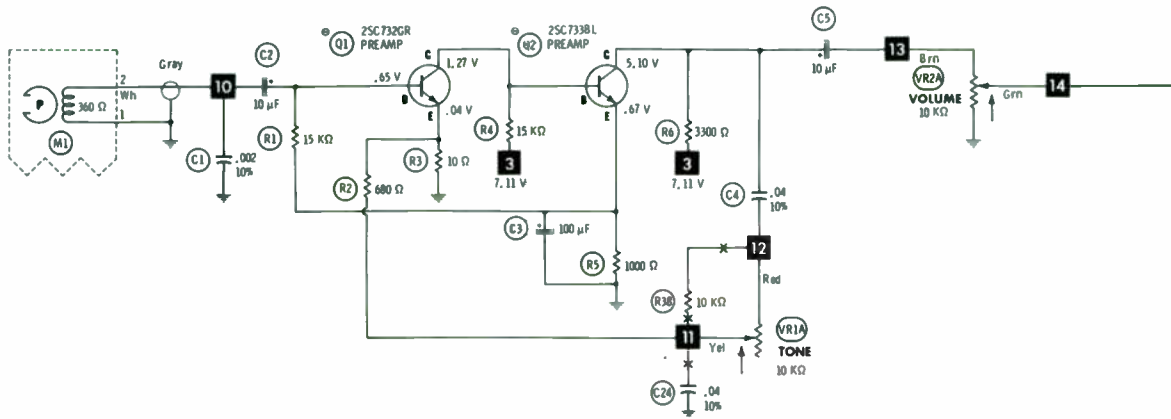 P
360 Ω
M1
2
Wh
1
Gray
10
C2
10 µF
C1
.002
10%
R1
15 KΩ
Q1
2SC732GR
PREAMP
.65 V
B
C
1.27 V
E
.04 V
R2
680 Ω
R3
10 Ω
R4
15 KΩ
3
7.11 V
2SC733BL
PREAMP
B
C
5.10 V
E
.67 V
C3
100 µF
R5
1000 Ω
R6
3300 Ω
3
7.11 V
C4
.04
10%
12
Red
R38
10 KΩ
11
Yel
VR1A
TONE
10 KΩ
C24
.04
10%
C5
10 µF
13
Brn
VR2A
VOLUME
10 KΩ
Grn
14